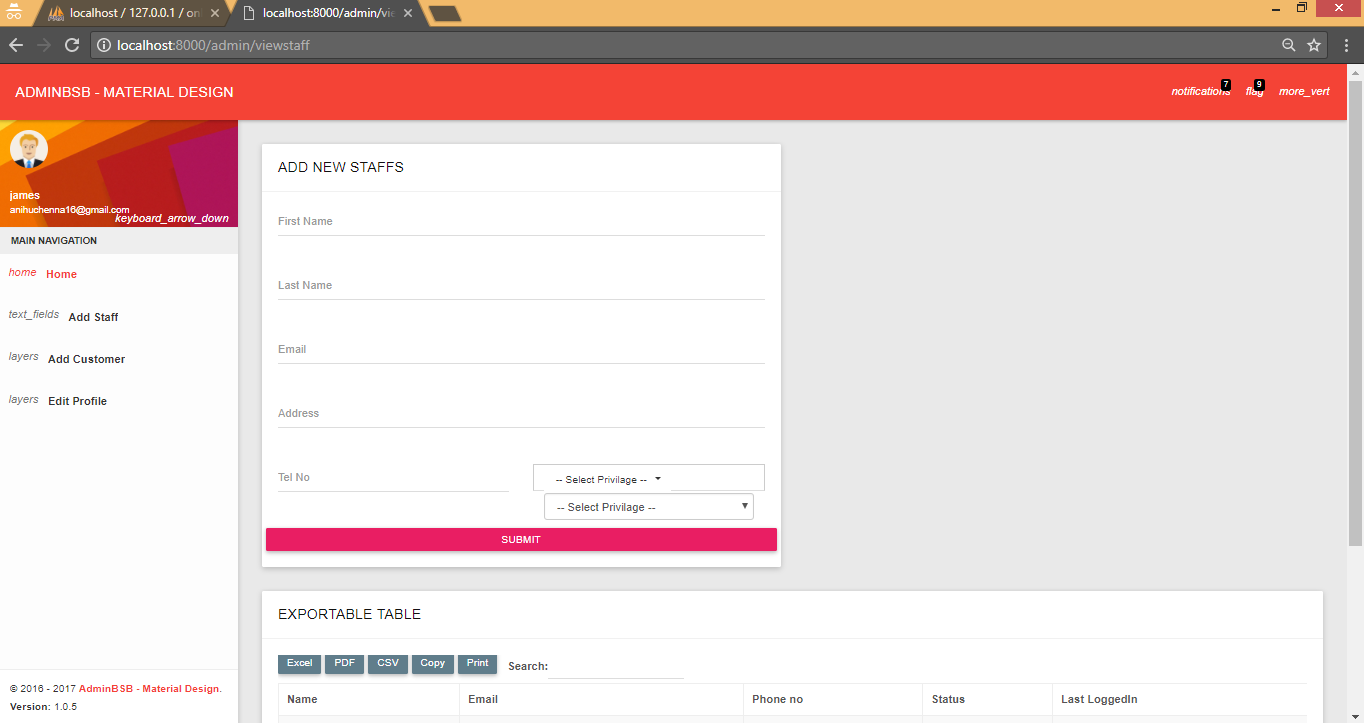 localhost / 127.0.0.1 / on
localhost:8000/admin/vi
localhost:8000/admin/viewstaff
ADMINBSB - MATERIAL DESIGN
notifications 7 flag 9 more_vert
james
anihuchenna16@gmail.com
keyboard_arrow_down
MAIN NAVIGATION
home Home
text_fields Add Staff
layers Add Customer
layers Edit Profile
© 2016 - 2017 AdminBSB - Material Design.
Version: 1.0.5
ADD NEW STAFFS
First Name
Last Name
Email
Address
Tel No
-- Select Privilage --
-- Select Privilage --
SUBMIT
EXPORTABLE TABLE
Excel PDF CSV Copy Print Search:
Name Email Phone no Status Last LoggedIn